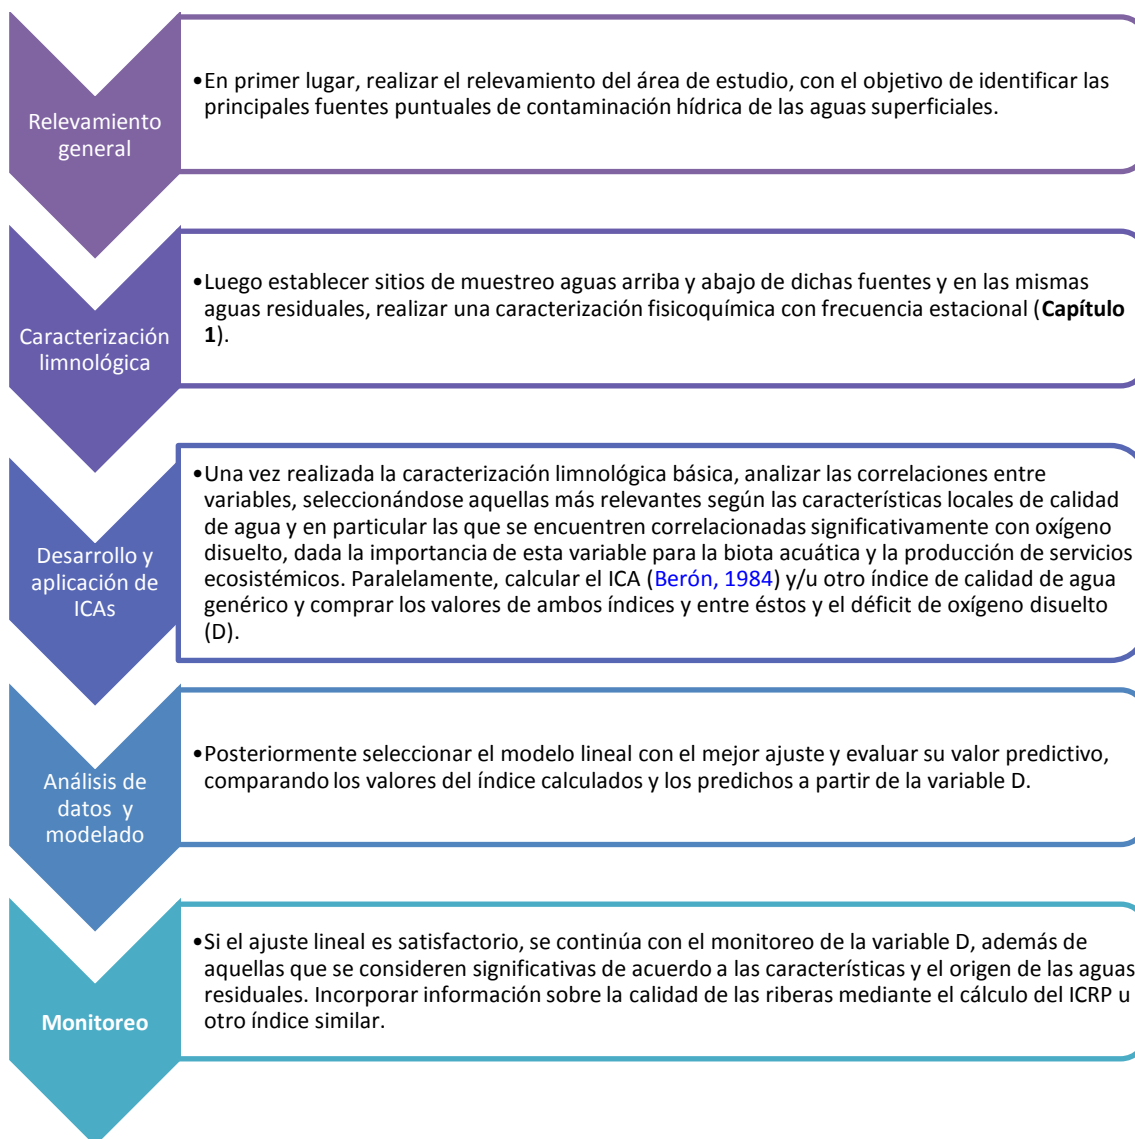 Relevamiento
general
•En primer lugar, realizar el relevamiento del área de estudio, con el objetivo de identificar las
principales fuentes puntuales de contaminación hídrica de las aguas superficiales.
Caracterización
limnológica
•Luego establecer sitios de muestreo aguas arriba y abajo de dichas fuentes y en las mismas
aguas residuales, realizar una caracterización fisicoquímica con frecuencia estacional (Capítulo
1).
Desarrollo y
aplicación de
ICAs
•Una vez realizada la caracterización limnológica básica, analizar las correlaciones entre
variables, seleccionándose aquellas más relevantes según las características locales de calidad
de agua y en particular las que se encuentren correlacionadas significativamente con oxígeno
disuelto, dada la importancia de esta variable para la biota acuática y la producción de servicios
ecosistémicos. Paralelamente, calcular el ICA (Berón, 1984) y/u otro índice de calidad de agua
genérico y comprar los valores de ambos índices y entre éstos y el déficit de oxígeno disuelto
(D).
Análisis de
datos y
modelado
•Posteriormente seleccionar el modelo lineal con el mejor ajuste y evaluar su valor predictivo,
comparando los valores del índice calculados y los predichos a partir de la variable D.
Monitoreo
•Si el ajuste lineal es satisfactorio, se continúa con el monitoreo de la variable D, además de
aquellas que se consideren significativas de acuerdo a las características y el origen de las aguas
residuales. Incorporar información sobre la calidad de las riberas mediante el cálculo del ICRP u
otro índice similar.